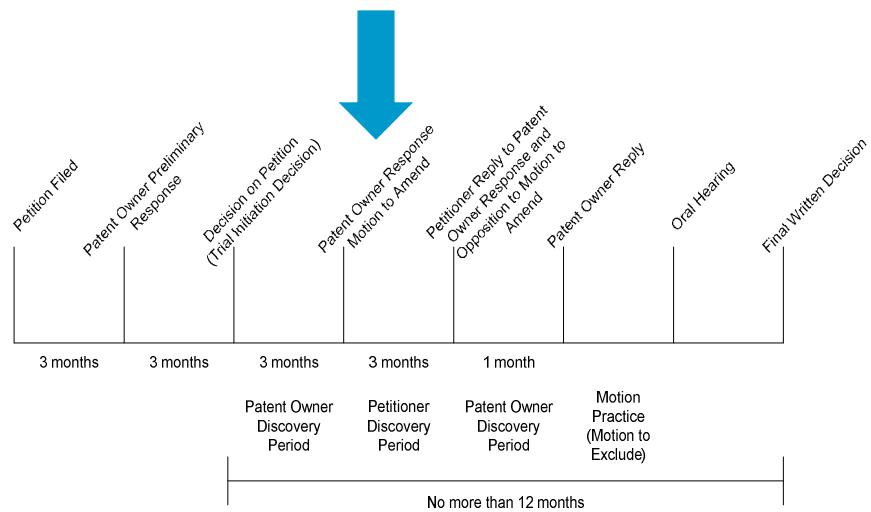 Petition Filed
Patent Owner Preliminary
Response
Decision on Petition
(Trial Initiation Decision)
Patent Owner Response
Motion to Amend
Petitioner Reply to Patent
Owner Response and
Opposition to Motion to
Amend
Patent Owner Reply
Oral Hearing
Final Written Decision
3 months
3 months
3 months
3 months
1 month
Patent Owner
Discovery
Period
Petitioner
Discovery
Period
Patent Owner
Discovery
Period
Motion
Practice
(Motion to
Exclude)
No more than 12 months